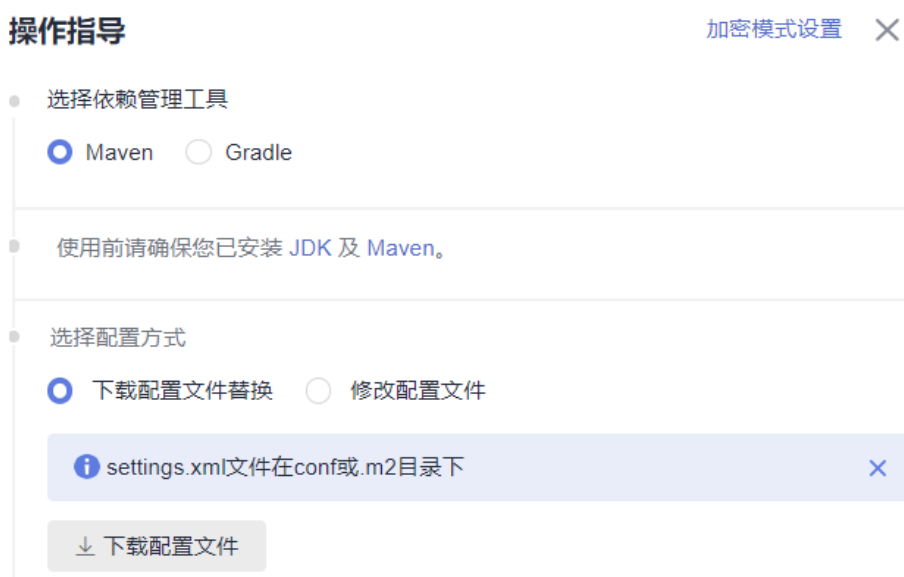 操作指导 加密模式设置
选择依赖管理工具
Maven Gradle
使用前请确保您已安装 JDK 及 Maven。
选择配置方式
下载配置文件替换 修改配置文件
settings.xml文件在conf或.m2目录下
下载配置文件